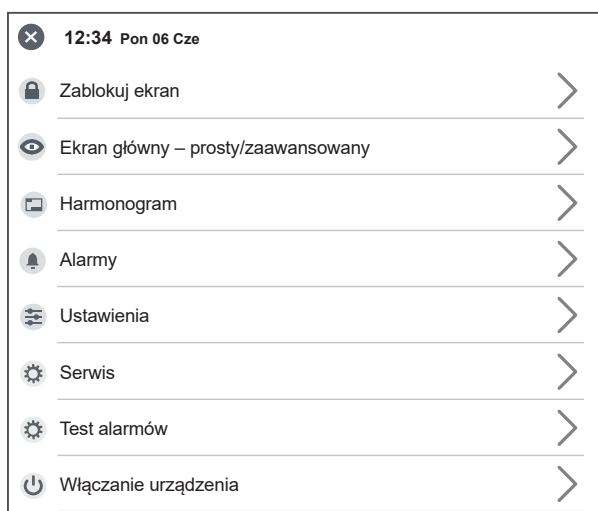 12:34 Pon 06 Cze
Zablokuj ekran
Ekran główny – prosty/zaawansowany
Harmonogram
Alarmy
Ustawienia
Serwis
Test alarmów
Włączanie urządzenia